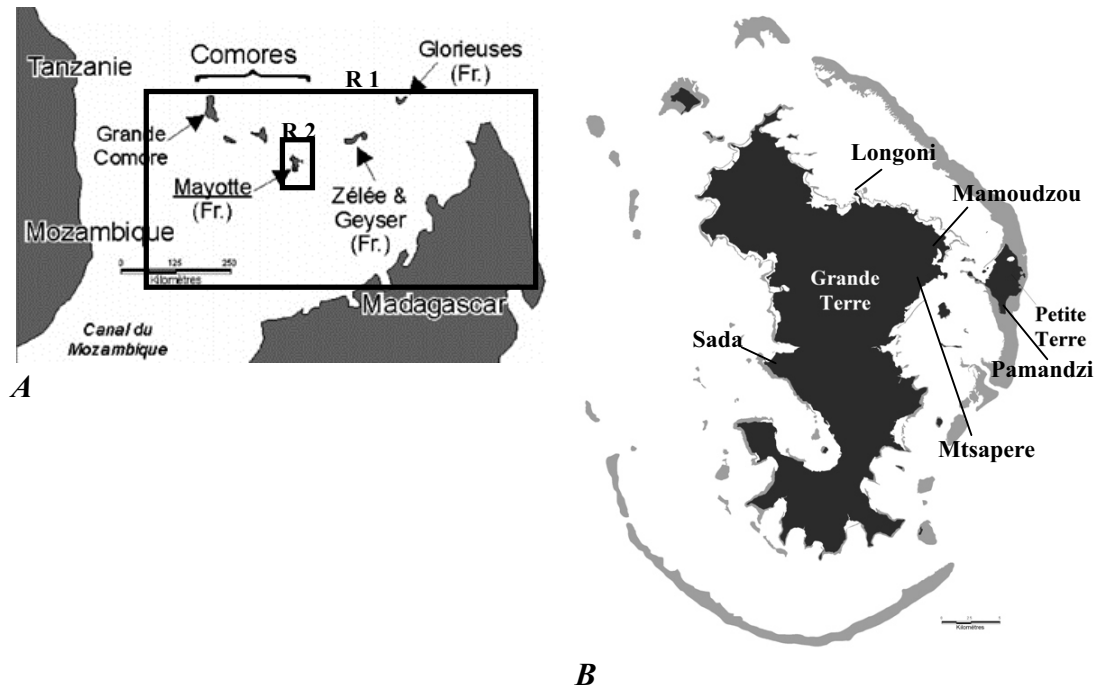 Tanzanie
Comores
Glorieuses
(Fr.)
R 1
R 2
Grande
Comore
Mayotte
(Fr.)
Zélée &
Geyser
(Fr.)
Mozambique
0 125 250
Kilomètres
Madagascar
Canal du
Mozambique
A
Longoni
Mamoudzou
Grande
Terre
Petite
Terre
Sada
Pamandzi
Mtsapere
Kilomètres
B